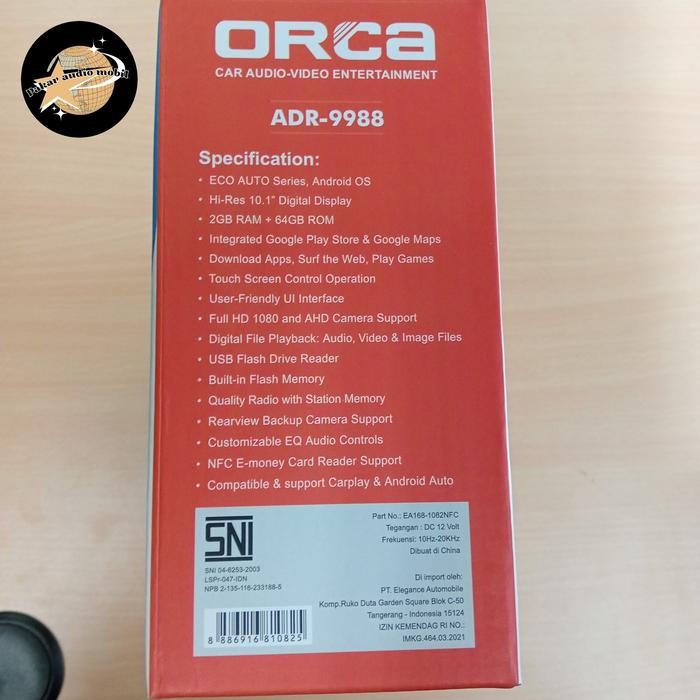 Pakar audio mobil
ORCA
CAR AUDIO-VIDEO ENTERTAINMENT
ADR-9988
Specification:
• ECO AUTO Series, Android OS
• Hi-Res 10.1" Digital Display
• 2GB RAM + 64GB ROM
• Integrated Google Play Store & Google Maps
• Download Apps, Surf the Web, Play Games
• Touch Screen Control Operation
• User-Friendly UI Interface
• Full HD 1080 and AHD Camera Support
• Digital File Playback: Audio, Video & Image Files
• USB Flash Drive Reader
• Built-in Flash Memory
• Quality Radio with Station Memory
• Rearview Backup Camera Support
• Customizable EQ Audio Controls
• NFC E-money Card Reader Support
• Compatible & support Carplay & Android Auto
SNI
SNI 04-6253-2003
LSPr-047-IDN
NPB 2-135-116-233188-5
8 886916 810825
Part No.: EA168-1082NFC
Tegangan : DC 12 Volt
Frekuensi: 10Hz-20KHz
Dibuat di China
Di import oleh:
PT. Elegance Automobile
Komp.Ruko Duta Garden Square Blok C-50
Tangerang - Indonesia 15124
IZIN KEMENDAG RI NO.:
IMKG.464.03.2021